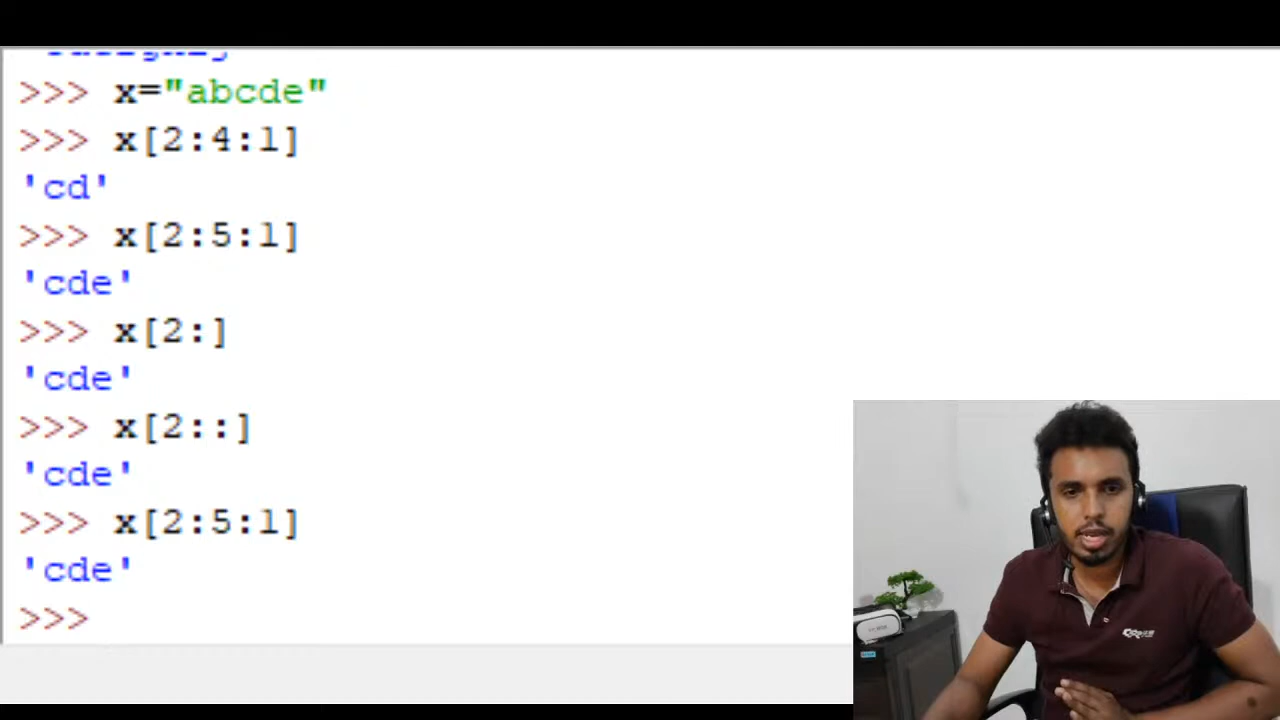 >>> x="abcde"
>>> x[2:4:1]
'cd'
>>> x[2:5:1]
'cde'
>>> x[2:]
'cde'
>>> x[2::]
'cde'
>>> x[2:5:1]
'cde'
>>>